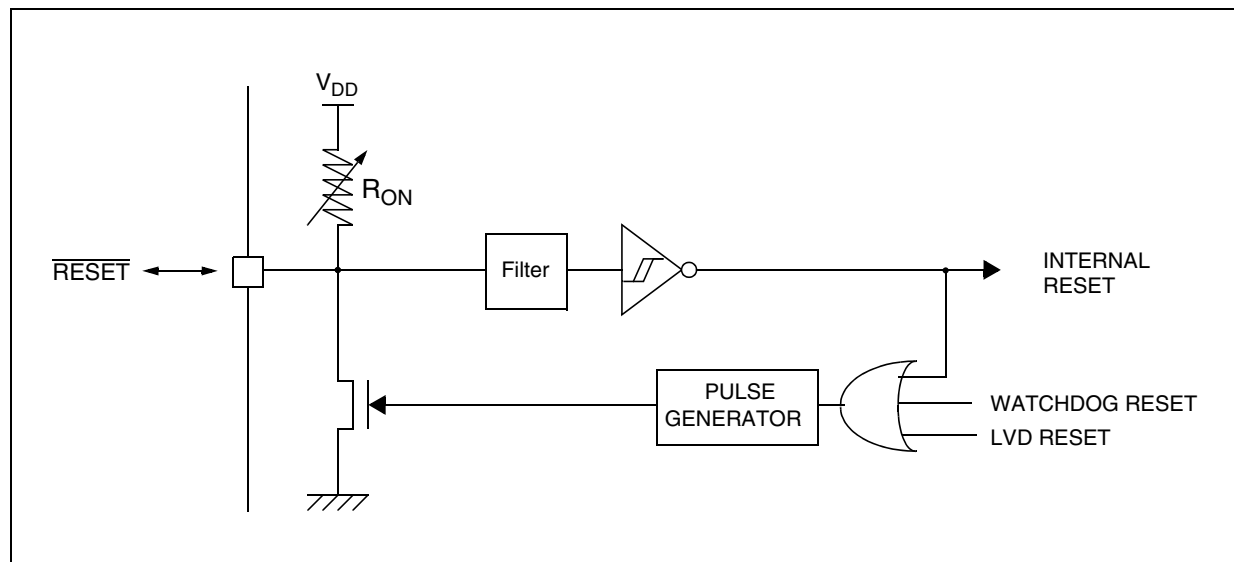 VDD
RON
RESET
Filter
INTERNAL
RESET
PULSE
GENERATOR
WATCHDOG RESET
LVD RESET